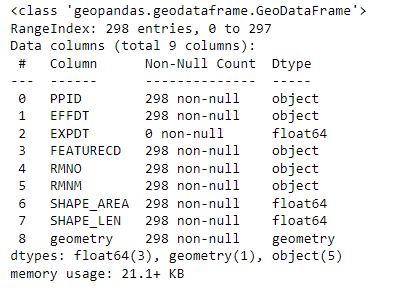 <class 'geopandas.geodataframe.GeoDataFrame'>
RangeIndex: 298 entries, 0 to 297
Data columns (total 9 columns):
 #   Column      Non-Null Count  Dtype
---  ------      --------------  -----
 0   PPID        298 non-null    object
 1   EFFDT       298 non-null    object
 2   EXPDT       0 non-null      float64
 3   FEATURECD   298 non-null    object
 4   RMNO        298 non-null    object
 5   RMNM        298 non-null    object
 6   SHAPE_AREA  298 non-null    float64
 7   SHAPE_LEN   298 non-null    float64
 8   geometry    298 non-null    geometry
dtypes: float64(3), geometry(1), object(5)
memory usage: 21.1+ KB